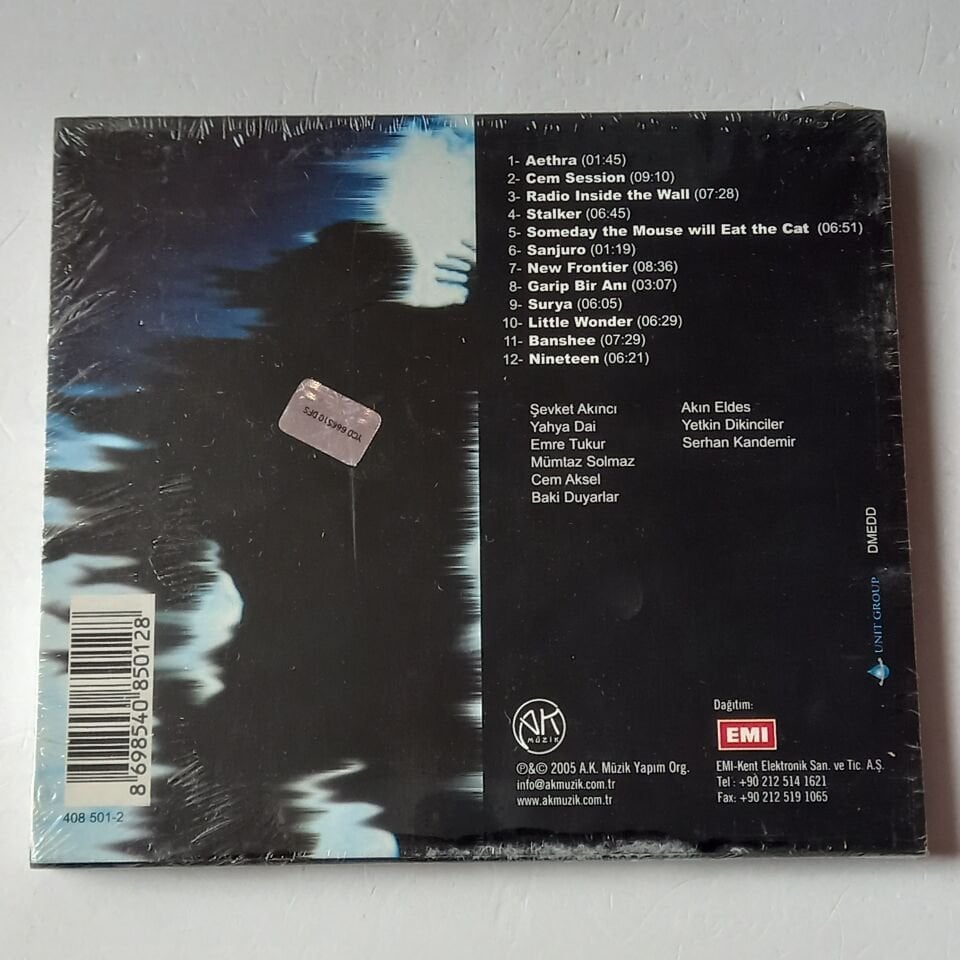 1- Aethra (01:45)
2- Cem Session (09:10)
3- Radio Inside the Wall (07:28)
4- Stalker (06:45)
5- Someday the Mouse will Eat the Cat (06:51)
6- Sanjuro (01:19)
7- New Frontier (08:36)
8- Garip Bir Anı (03:07)
9- Surya (06:05)
10- Little Wonder (06:29)
11- Banshee (07:29)
12- Nineteen (06:21)
Şevket Akıncı
Yahya Dai
Emre Tukur
Mümtaz Solmaz
Cem Aksel
Baki Duyarlar
Akın Eldes
Yetkin Dikinciler
Serhan Kandemir
YCD 666510 DFS
DMEDD
UNIT GROUP
8 698540 850128
408 501-2
AK
MÜZİK
℗&© 2005 A.K. Müzik Yapım Org.
info@akmuzik.com.tr
www.akmuzik.com.tr
Dağıtım:
EMI
EMI-Kent Elektronik San. ve Tic. A.Ş.
Tel : +90 212 514 1621
Fax: +90 212 519 1065